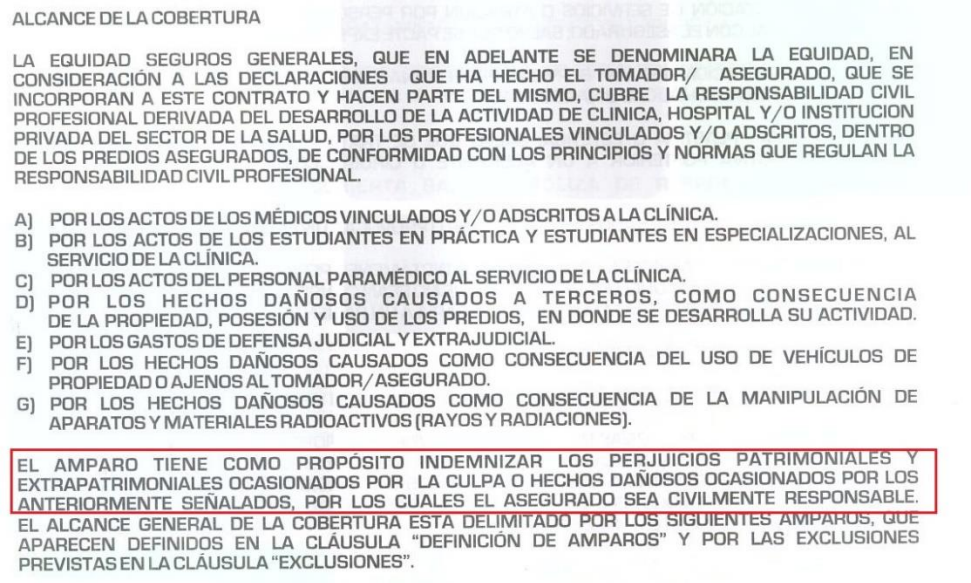 ALCANCE DE LA COBERTURA
LA EQUIDAD SEGUROS GENERALES, QUE EN ADELANTE SE DENOMINARA LA EQUIDAD, EN
CONSIDERACIÓN A LAS DECLARACIONES QUE HA HECHO EL TOMADOR/ ASEGURADO, QUE SE
INCORPORAN A ESTE CONTRATO Y HACEN PARTE DEL MISMO, CUBRE LA RESPONSABILIDAD CIVIL
PROFESIONAL DERIVADA DEL DESARROLLO DE LA ACTIVIDAD DE CLINICA, HOSPITAL Y/O INSTITUCION
PRIVADA DEL SECTOR DE LA SALUD, POR LOS PROFESIONALES VINCULADOS Y/O ADSCRITOS, DENTRO
DE LOS PREDIOS ASEGURADOS, DE CONFORMIDAD CON LOS PRINCIPIOS Y NORMAS QUE REGULAN LA
RESPONSABILIDAD CIVIL PROFESIONAL.
A) POR LOS ACTOS DE LOS MÉDICOS VINCULADOS Y/O ADSCRITOS A LA CLÍNICA.
B) POR LOS ACTOS DE LOS ESTUDIANTES EN PRÁCTICA Y ESTUDIANTES EN ESPECIALIZACIONES, AL
SERVICIO DE LA CLÍNICA.
C) POR LOS ACTOS DEL PERSONAL PARAMÉDICO AL SERVICIO DE LA CLÍNICA.
D) POR LOS HECHOS DAÑOSOS CAUSADOS A TERCEROS, COMO CONSECUENCIA
DE LA PROPIEDAD, POSESIÓN Y USO DE LOS PREDIOS, EN DONDE SE DESARROLLA SU ACTIVIDAD.
E) POR LOS GASTOS DE DEFENSA JUDICIAL Y EXTRAJUDICIAL.
F) POR LOS HECHOS DAÑOSOS CAUSADOS COMO CONSECUENCIA DEL USO DE VEHÍCULOS DE
PROPIEDAD O AJENOS AL TOMADOR/ASEGURADO.
G) POR LOS HECHOS DAÑOSOS CAUSADOS COMO CONSECUENCIA DE LA MANIPULACIÓN DE
APARATOS Y MATERIALES RADIOACTIVOS (RAYOS Y RADIACIONES).
EL AMPARO TIENE COMO PROPÓSITO INDEMNIZAR LOS PERJUICIOS PATRIMONIALES Y
EXTRAPATRIMONIALES OCASIONADOS POR LA CULPA O HECHOS DAÑOSOS OCASIONADOS POR LOS
ANTERIORMENTE SEÑALADOS, POR LOS CUALES EL ASEGURADO SEA CIVILMENTE RESPONSABLE.
EL ALCANCE GENERAL DE LA COBERTURA ESTA DELIMITADO POR LOS SIGUIENTES AMPAROS, QUE
APARECEN DEFINIDOS EN LA CLÁUSULA "DEFINICIÓN DE AMPAROS" Y POR LAS EXCLUSIONES
PREVISTAS EN LA CLÁUSULA "EXCLUSIONES".